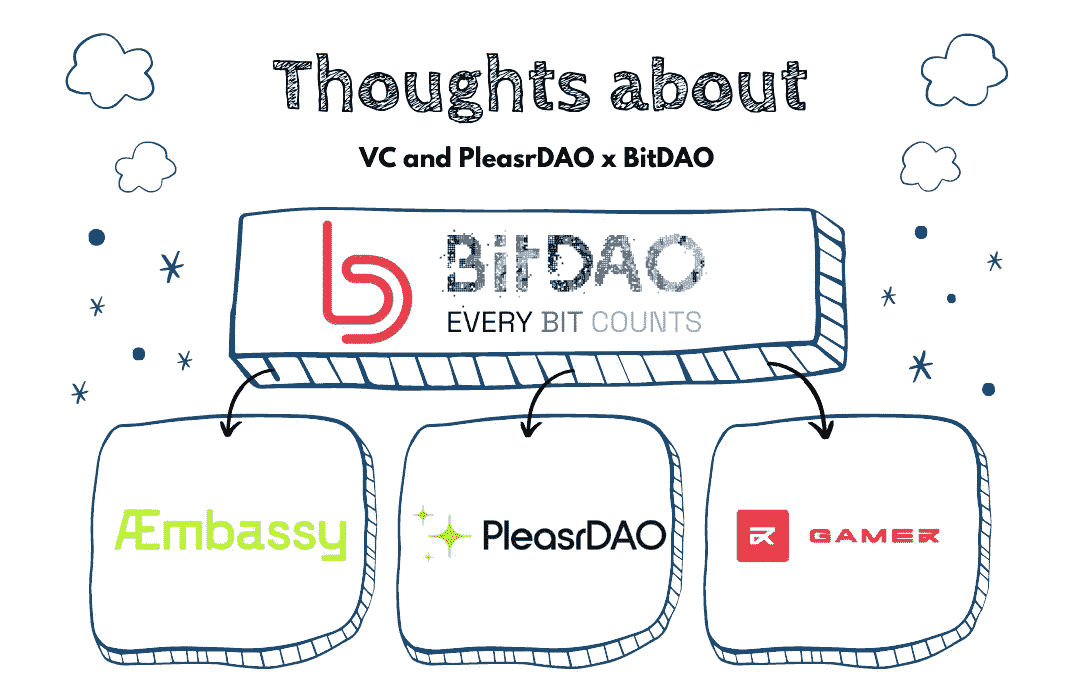 Thoughts about
VC and PleasrDAO x BitDAO
BitDAO
EVERY BIT COUNTS
Æmbassy
PleasrDAO
GAMER